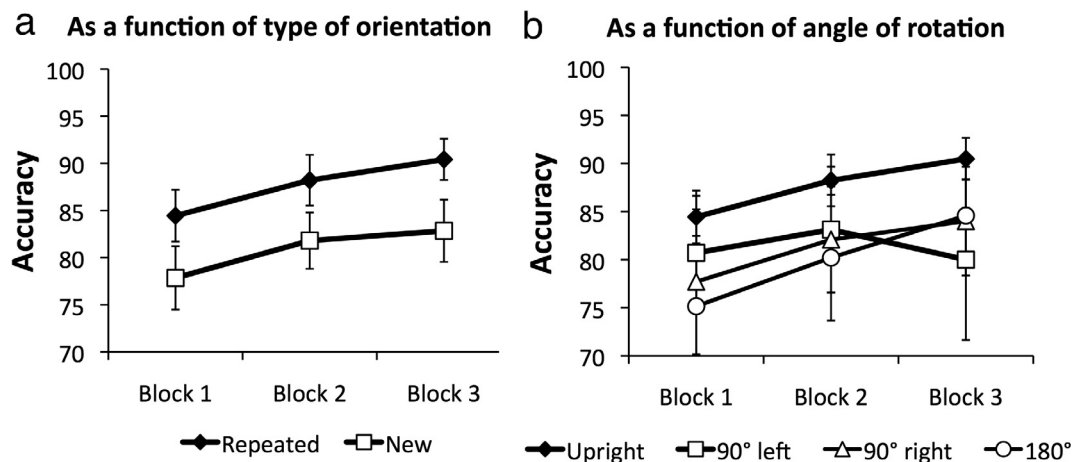 a As a function of type of orientation
100
95
90
85
80
75
70
Accuracy
Block 1 Block 2 Block 3
Repeated New
b As a function of angle of rotation
100
95
90
85
80
75
70
Accuracy
Block 1 Block 2 Block 3
Upright 90° left 90° right 180°